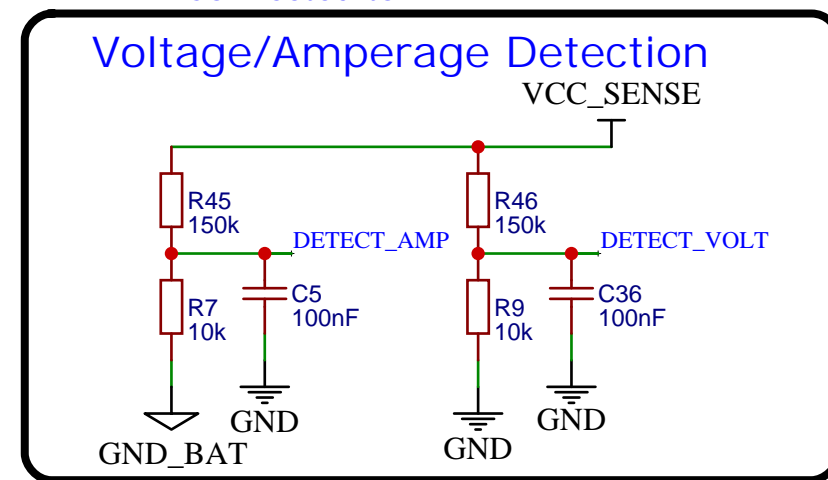 Voltage/Amperage Detection
VCC_SENSE
R45
150k
R46
150k
DETECT_AMP
DETECT_VOLT
R7
10k
C5
100nF
R9
10k
C36
100nF
GND_BAT
GND
GND
GND